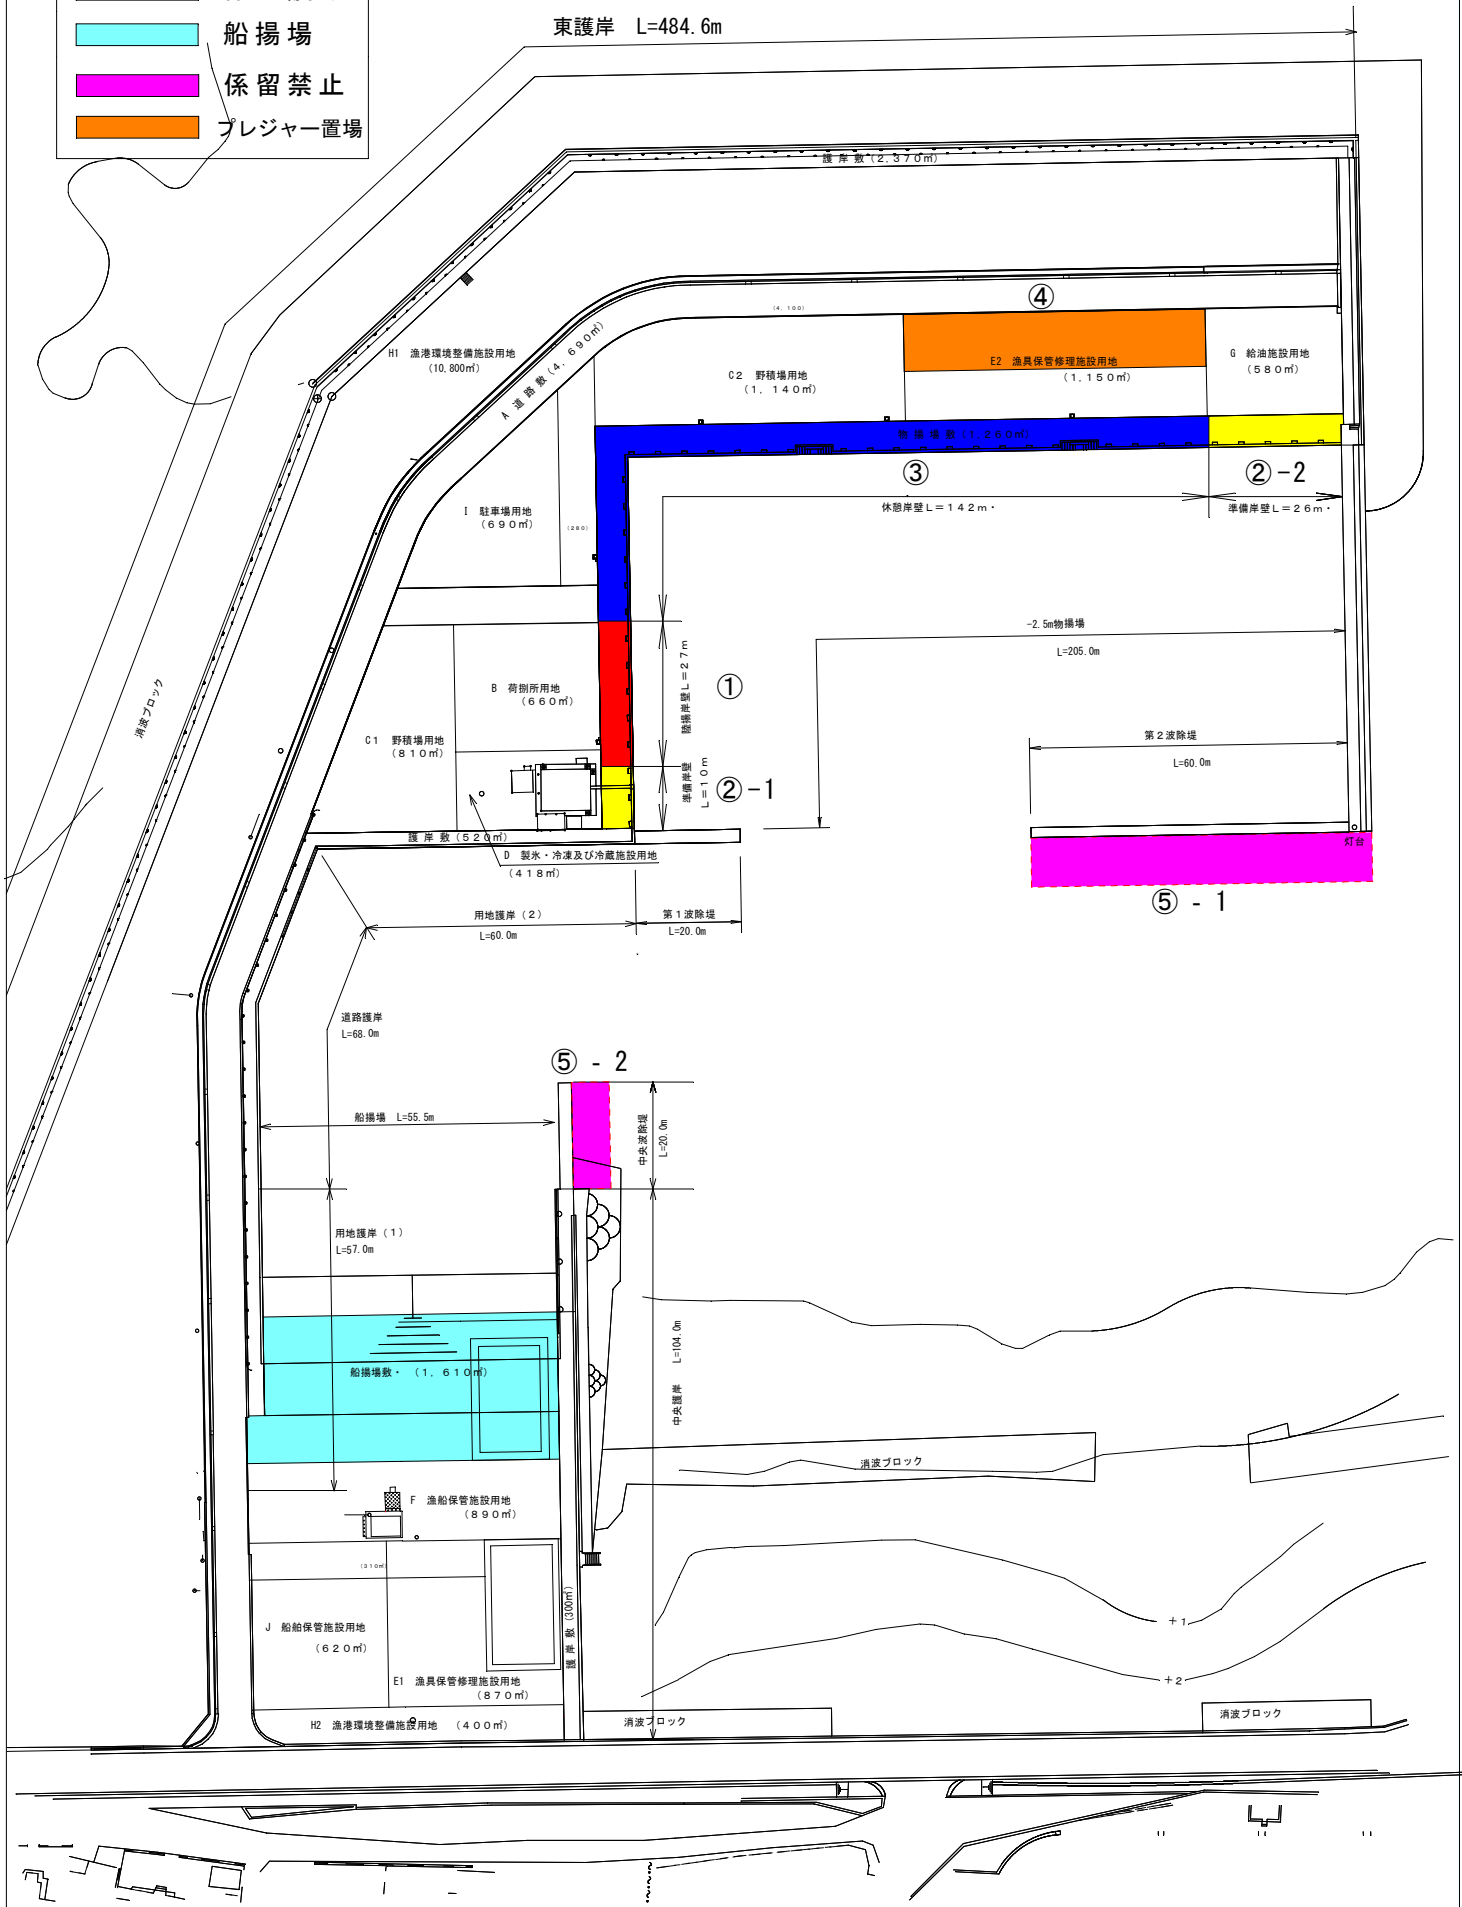 船揚場
係留禁止
プレジャー置場
東護岸 L=484.6m
護岸敷(2,370㎡)
④
(4,100)
H1 漁港環境整備施設用地
(10,800㎡)
A 道路敷(4,690㎡)
C2 野積場用地
(1,140㎡)
E2 漁具保管修理施設用地
(1,150㎡)
G 給油施設用地
(580㎡)
物揚場敷(1,360㎡)
③
②-2
休憩岸壁L=142m・
準備岸壁L=26m・
I 駐車場用地
(690㎡)
(280)
-2.5m物揚場
L=205.0m
陸揚岸壁L=27m
①
B 荷捌所用地
(660㎡)
C1 野積場用地
(810㎡)
消波ブロック
第2波除堤
L=60.0m
準備岸壁
L=10m
②-1
護岸敷(520㎡)
D 製氷・冷凍及び冷蔵施設用地
(418㎡)
灯台
⑤-1
用地護岸(2)
L=60.0m
第1波除堤
L=20.0m
道路護岸
L=68.0m
⑤-2
船揚場 L=55.5m
中央波除堤
L=20.0m
用地護岸(1)
L=57.0m
船揚場敷・(1,610㎡)
中央護岸 L=104.0m
消波ブロック
F 漁船保管施設用地
(890㎡)
(310㎡)
J 船舶保管施設用地
(620㎡)
護岸敷(300㎡)
E1 漁具保管修理施設用地
(870㎡)
H2 漁港環境整備施設用地 (400㎡)
+1
+2
消波ブロック
消波ブロック